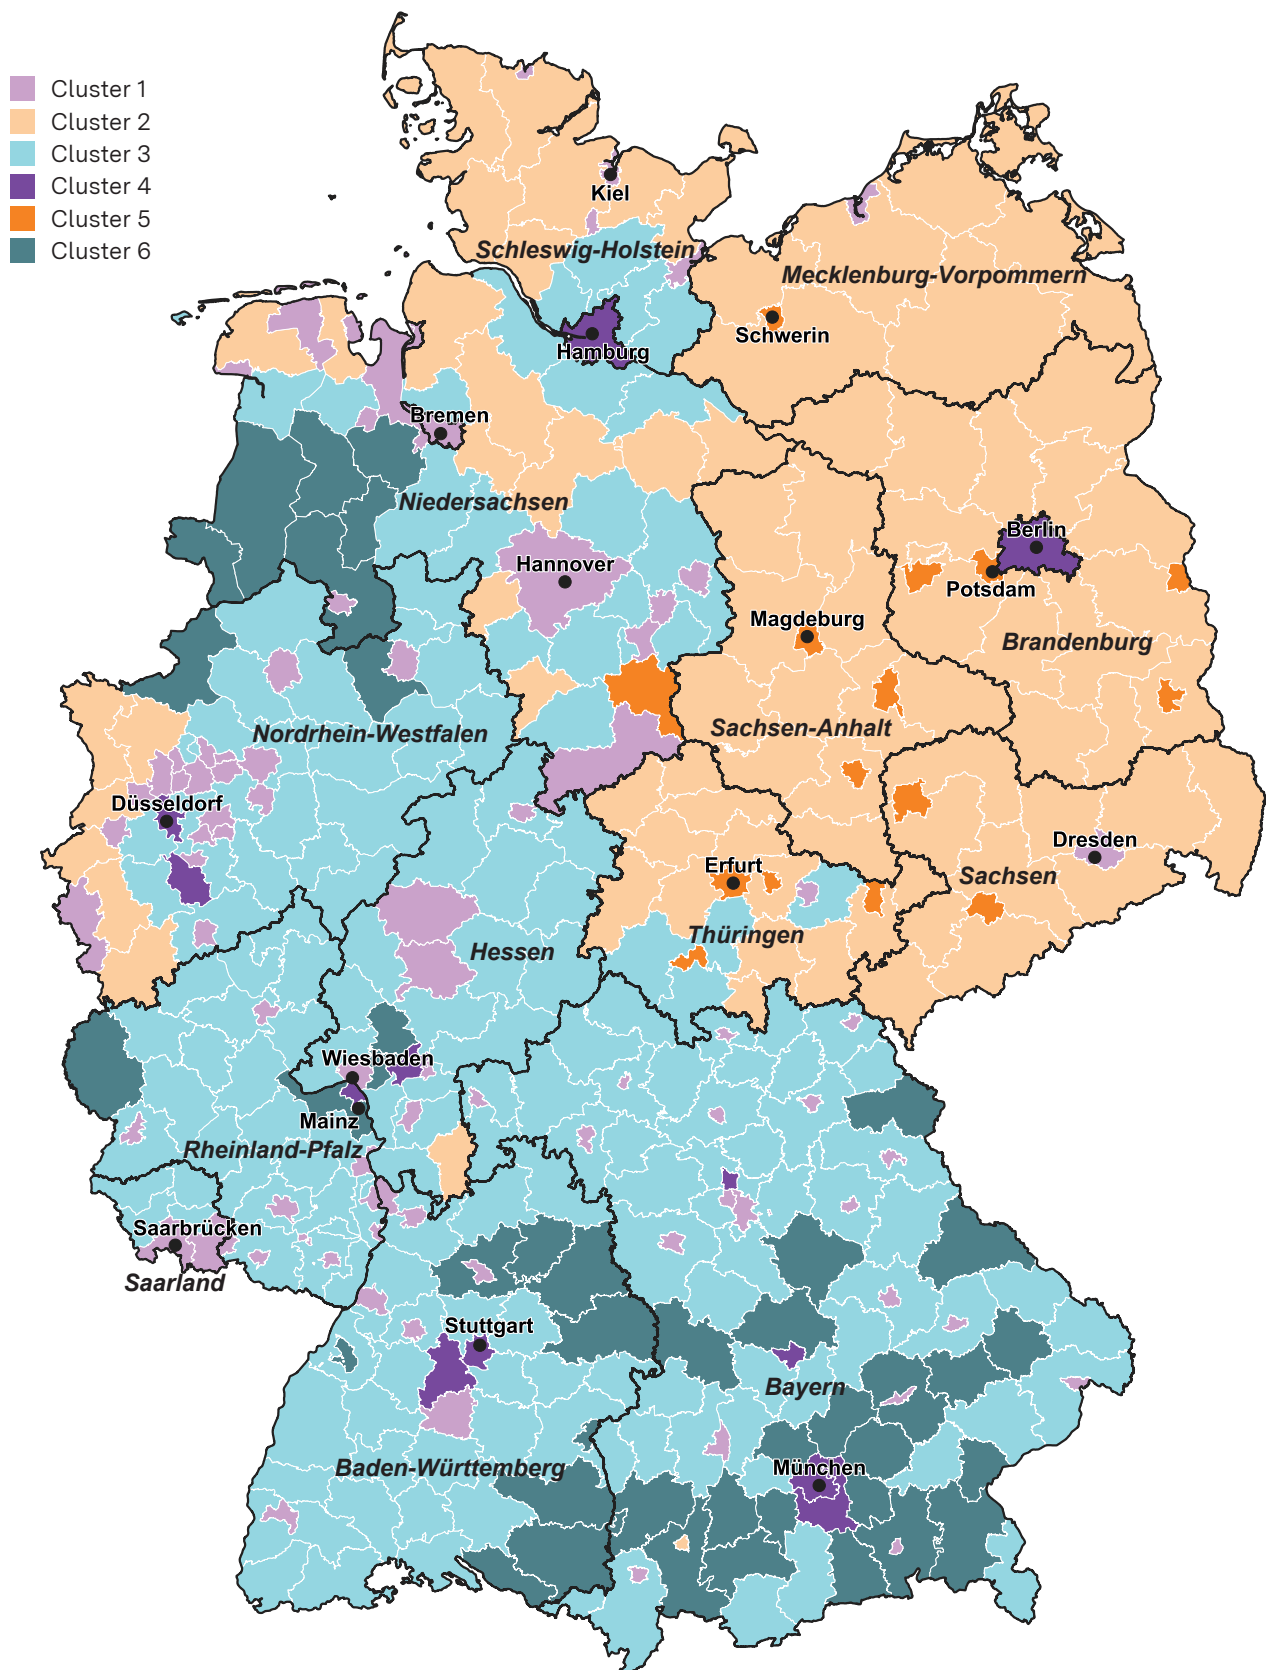 Cluster 1
Cluster 2
Cluster 3
Cluster 4
Cluster 5
Cluster 6
Kiel
Schleswig-Holstein
Mecklenburg-Vorpommern
Schwerin
Hamburg
Bremen
Niedersachsen
Berlin
Hannover
Potsdam
Magdeburg
Brandenburg
Sachsen-Anhalt
Nordrhein-Westfalen
Düsseldorf
Dresden
Erfurt
Sachsen
Thüringen
Hessen
Wiesbaden
Mainz
Rheinland-Pfalz
Saarbrücken
Saarland
Stuttgart
Bayern
Baden-Württemberg
München